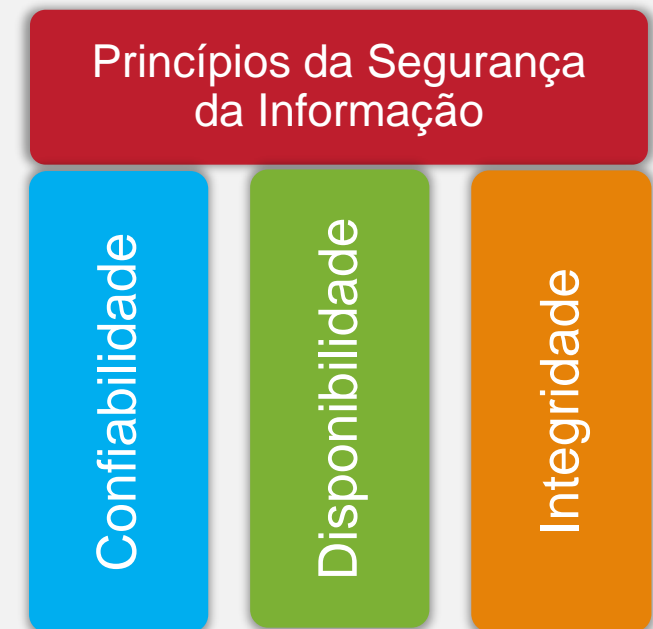 Princípios da Segurança
da Informação
Confiabilidade
Disponibilidade
Integridade